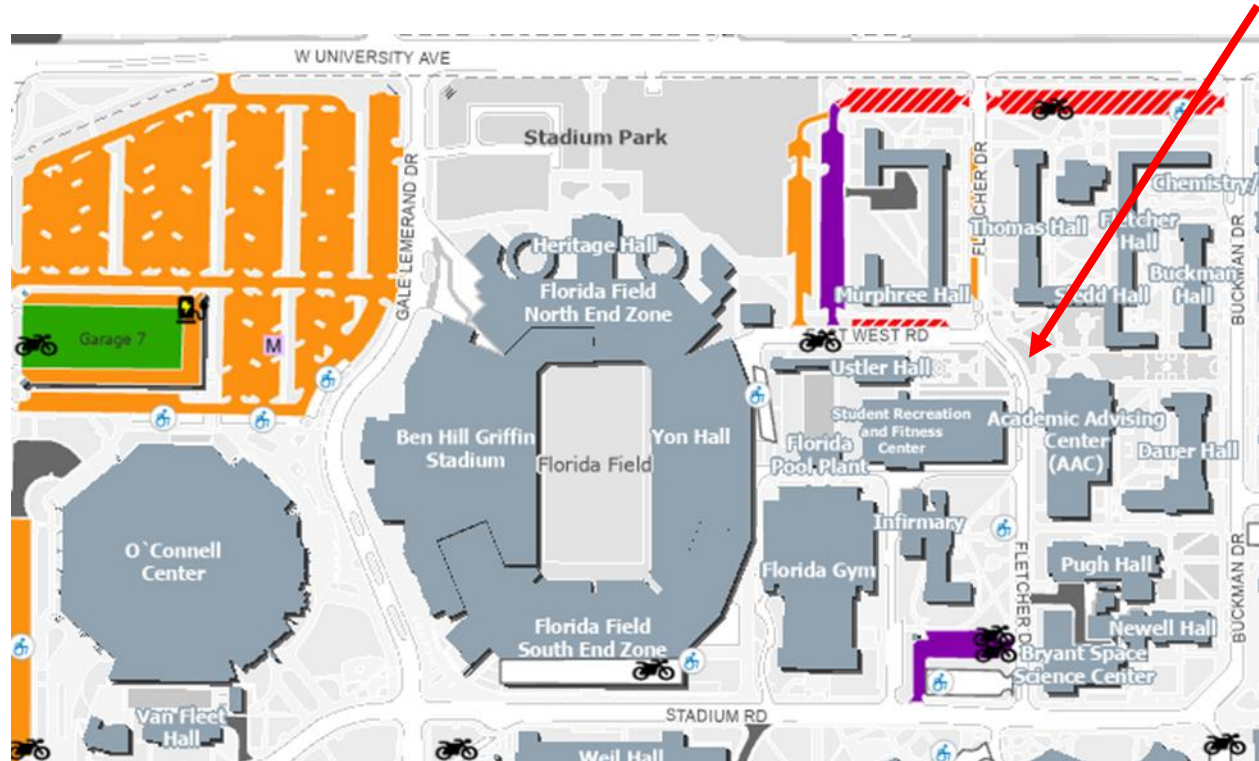 W UNIVERSITY AVE
Stadium Park
GALE LEMERAND DR
FLETCHER DR
Chemistry/
Thomas Hall
Fletcher
Hall
Heritage Hall
Florida Field
North End Zone
Murphree Hall
Sledd Hall
Buckman
Hall
BUCKMAN DR
Garage 7
M
T WEST RD
Ustler Hall
Ben Hill Griffin
Stadium
Yon Hall
Florida Field
Student Recreation
and Fitness
Center
Florida
Pool Plant
Academic Advising
Center
(AAC)
Dauer Hall
Infirmary
O`Connell
Center
Florida Gym
FLETCHER D
Pugh Hall
BUCKMAN DR
Florida Field
South End Zone
Newell Hall
Bryant Space
Science Center
Van Fleet
Hall
STADIUM RD
Weil Hall